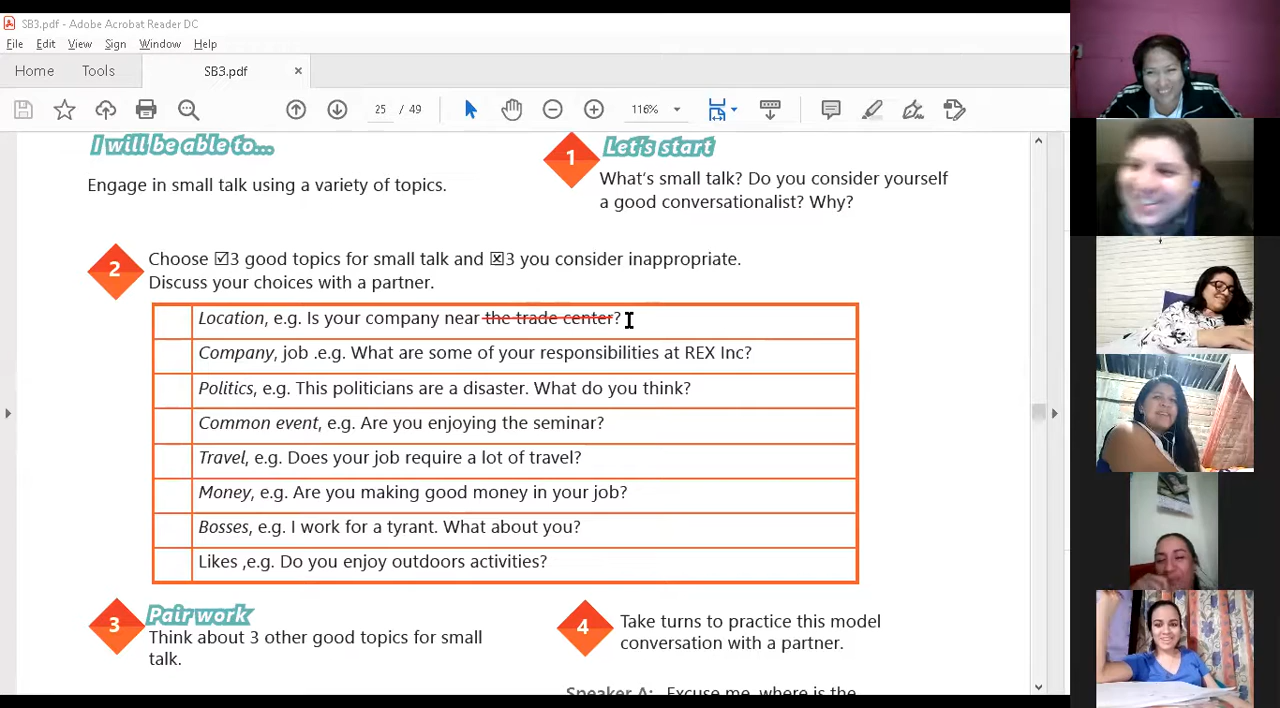 SB3.pdf - Adobe Acrobat Reader DC
File Edit View Sign Window Help
Home Tools SB3.pdf ×
25 / 49 116%
I will be able to...
Engage in small talk using a variety of topics.
1 Let's start
What's small talk? Do you consider yourself
a good conversationalist? Why?
2 Choose ☑3 good topics for small talk and ☒3 you consider inappropriate.
Discuss your choices with a partner.
Location, e.g. Is your company near the trade center?
Company, job .e.g. What are some of your responsibilities at REX Inc?
Politics, e.g. This politicians are a disaster. What do you think?
Common event, e.g. Are you enjoying the seminar?
Travel, e.g. Does your job require a lot of travel?
Money, e.g. Are you making good money in your job?
Bosses, e.g. I work for a tyrant. What about you?
Likes ,e.g. Do you enjoy outdoors activities?
3 Pair work
Think about 3 other good topics for small
talk.
4 Take turns to practice this model
conversation with a partner.
Speaker A: Excuse me, where is the